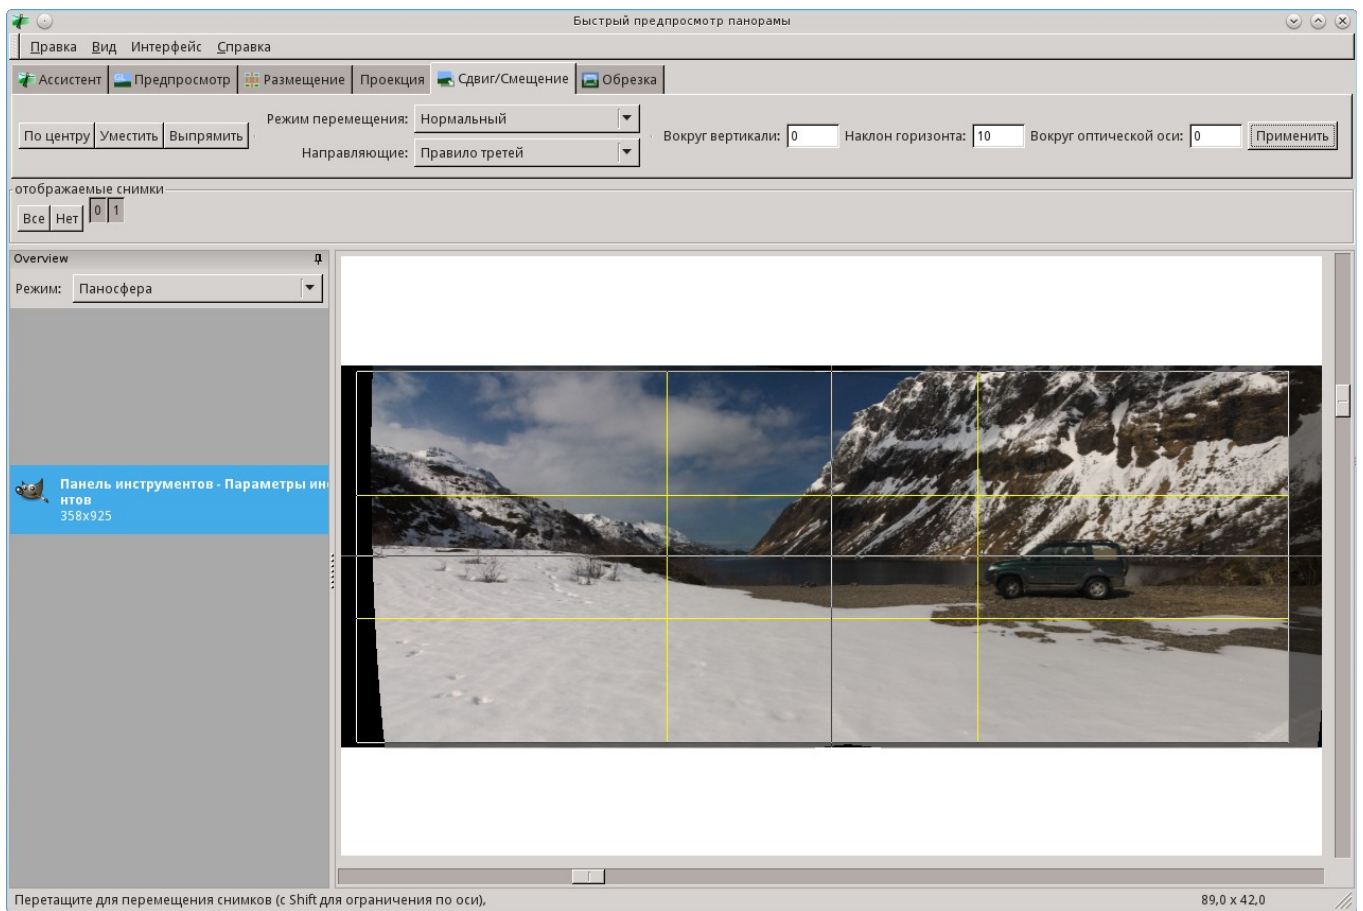 Быстрый предпросмотр панорамы
Правка Вид Интерфейс Справка
Ассистент Предпросмотр Размещение Проекция Сдвиг/Смещение Обрезка
По центру Уместить Выпрямить
Режим перемещения: Нормальный
Направляющие: Правило третей
Вокруг вертикали: 0 Наклон горизонта: 10 Вокруг оптической оси: 0 Применить
отображаемые снимки
Все Нет 0 1
Overview
Режим: Паносфера
Панель инструментов - Параметры ин
нтов
358x925
Перетащите для перемещения снимков (с Shift для ограничения по оси),
89,0 x 42,0